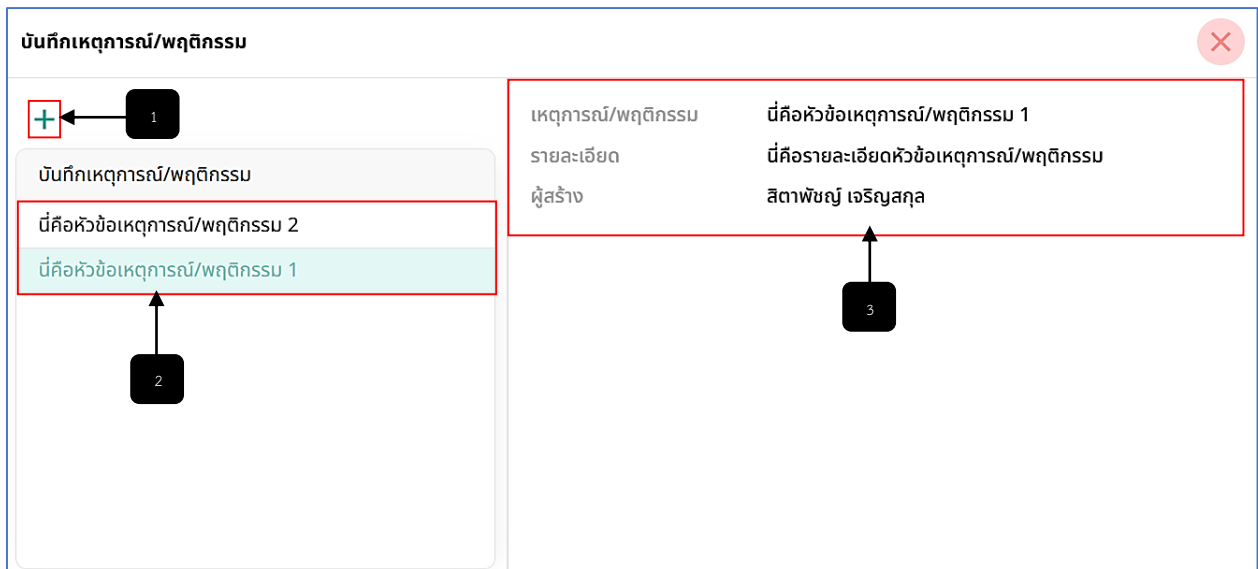 บันทึกเหตุการณ์/พฤติกรรม
1
บันทึกเหตุการณ์/พฤติกรรม
นี่คือหัวข้อเหตุการณ์/พฤติกรรม 2
นี่คือหัวข้อเหตุการณ์/พฤติกรรม 1
2
เหตุการณ์/พฤติกรรม นี่คือหัวข้อเหตุการณ์/พฤติกรรม 1
รายละเอียด นี่คือรายละเอียดหัวข้อเหตุการณ์/พฤติกรรม
ผู้สร้าง สิตาพัชญ์ เจริญสกุล
3